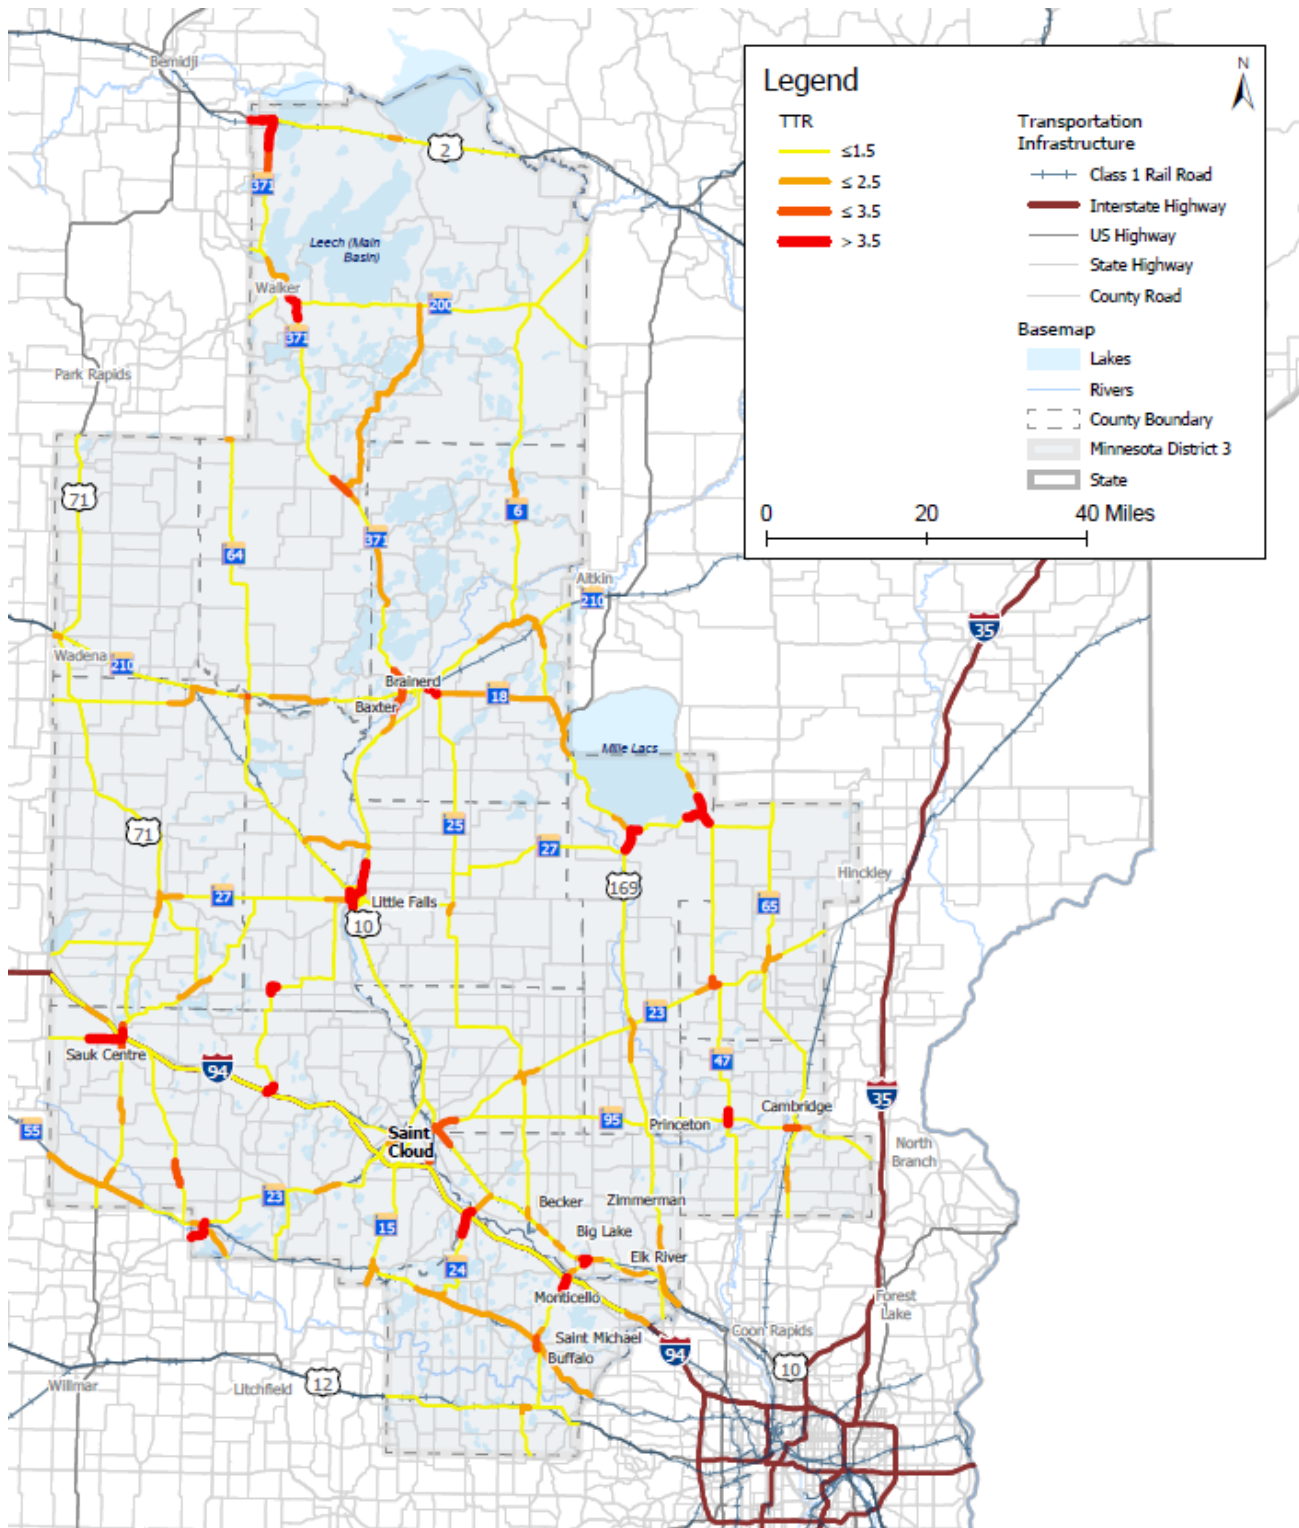 Bemidji
2
371
Leech (Main
Basin)
Walker
200
371
Park Rapids
71
6
371
64
Aitkin
210
Wadena
210
Brainerd
18
Baxter
Mille Lacs
71
25
27
Hinckley
169
27
Little Falls
65
10
23
Sauk Centre
94
47
Cambridge
55
95
Princeton
Saint
Cloud
35
35
North
Branch
23
Becker
Zimmerman
15
Big Lake
24
Elk River
Monticello
Forest
Lake
Saint Michael
Coon Rapids
94
Buffalo
10
Willmar
Litchfield
12
Legend
N
TTR
≤1.5
≤ 2.5
≤ 3.5
> 3.5
Transportation
Infrastructure
Class 1 Rail Road
Interstate Highway
US Highway
State Highway
County Road
Basemap
Lakes
Rivers
County Boundary
Minnesota District 3
State
0 20 40 Miles